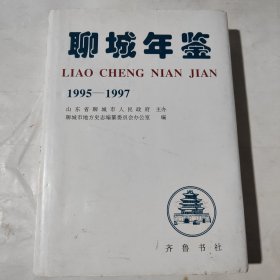 聊城年鉴
LIAO CHENG NIAN JIAN
1995—1997
山东省聊城市人民政府 主办
聊城市地方史志编纂委员会办公室 编
齐鲁书社